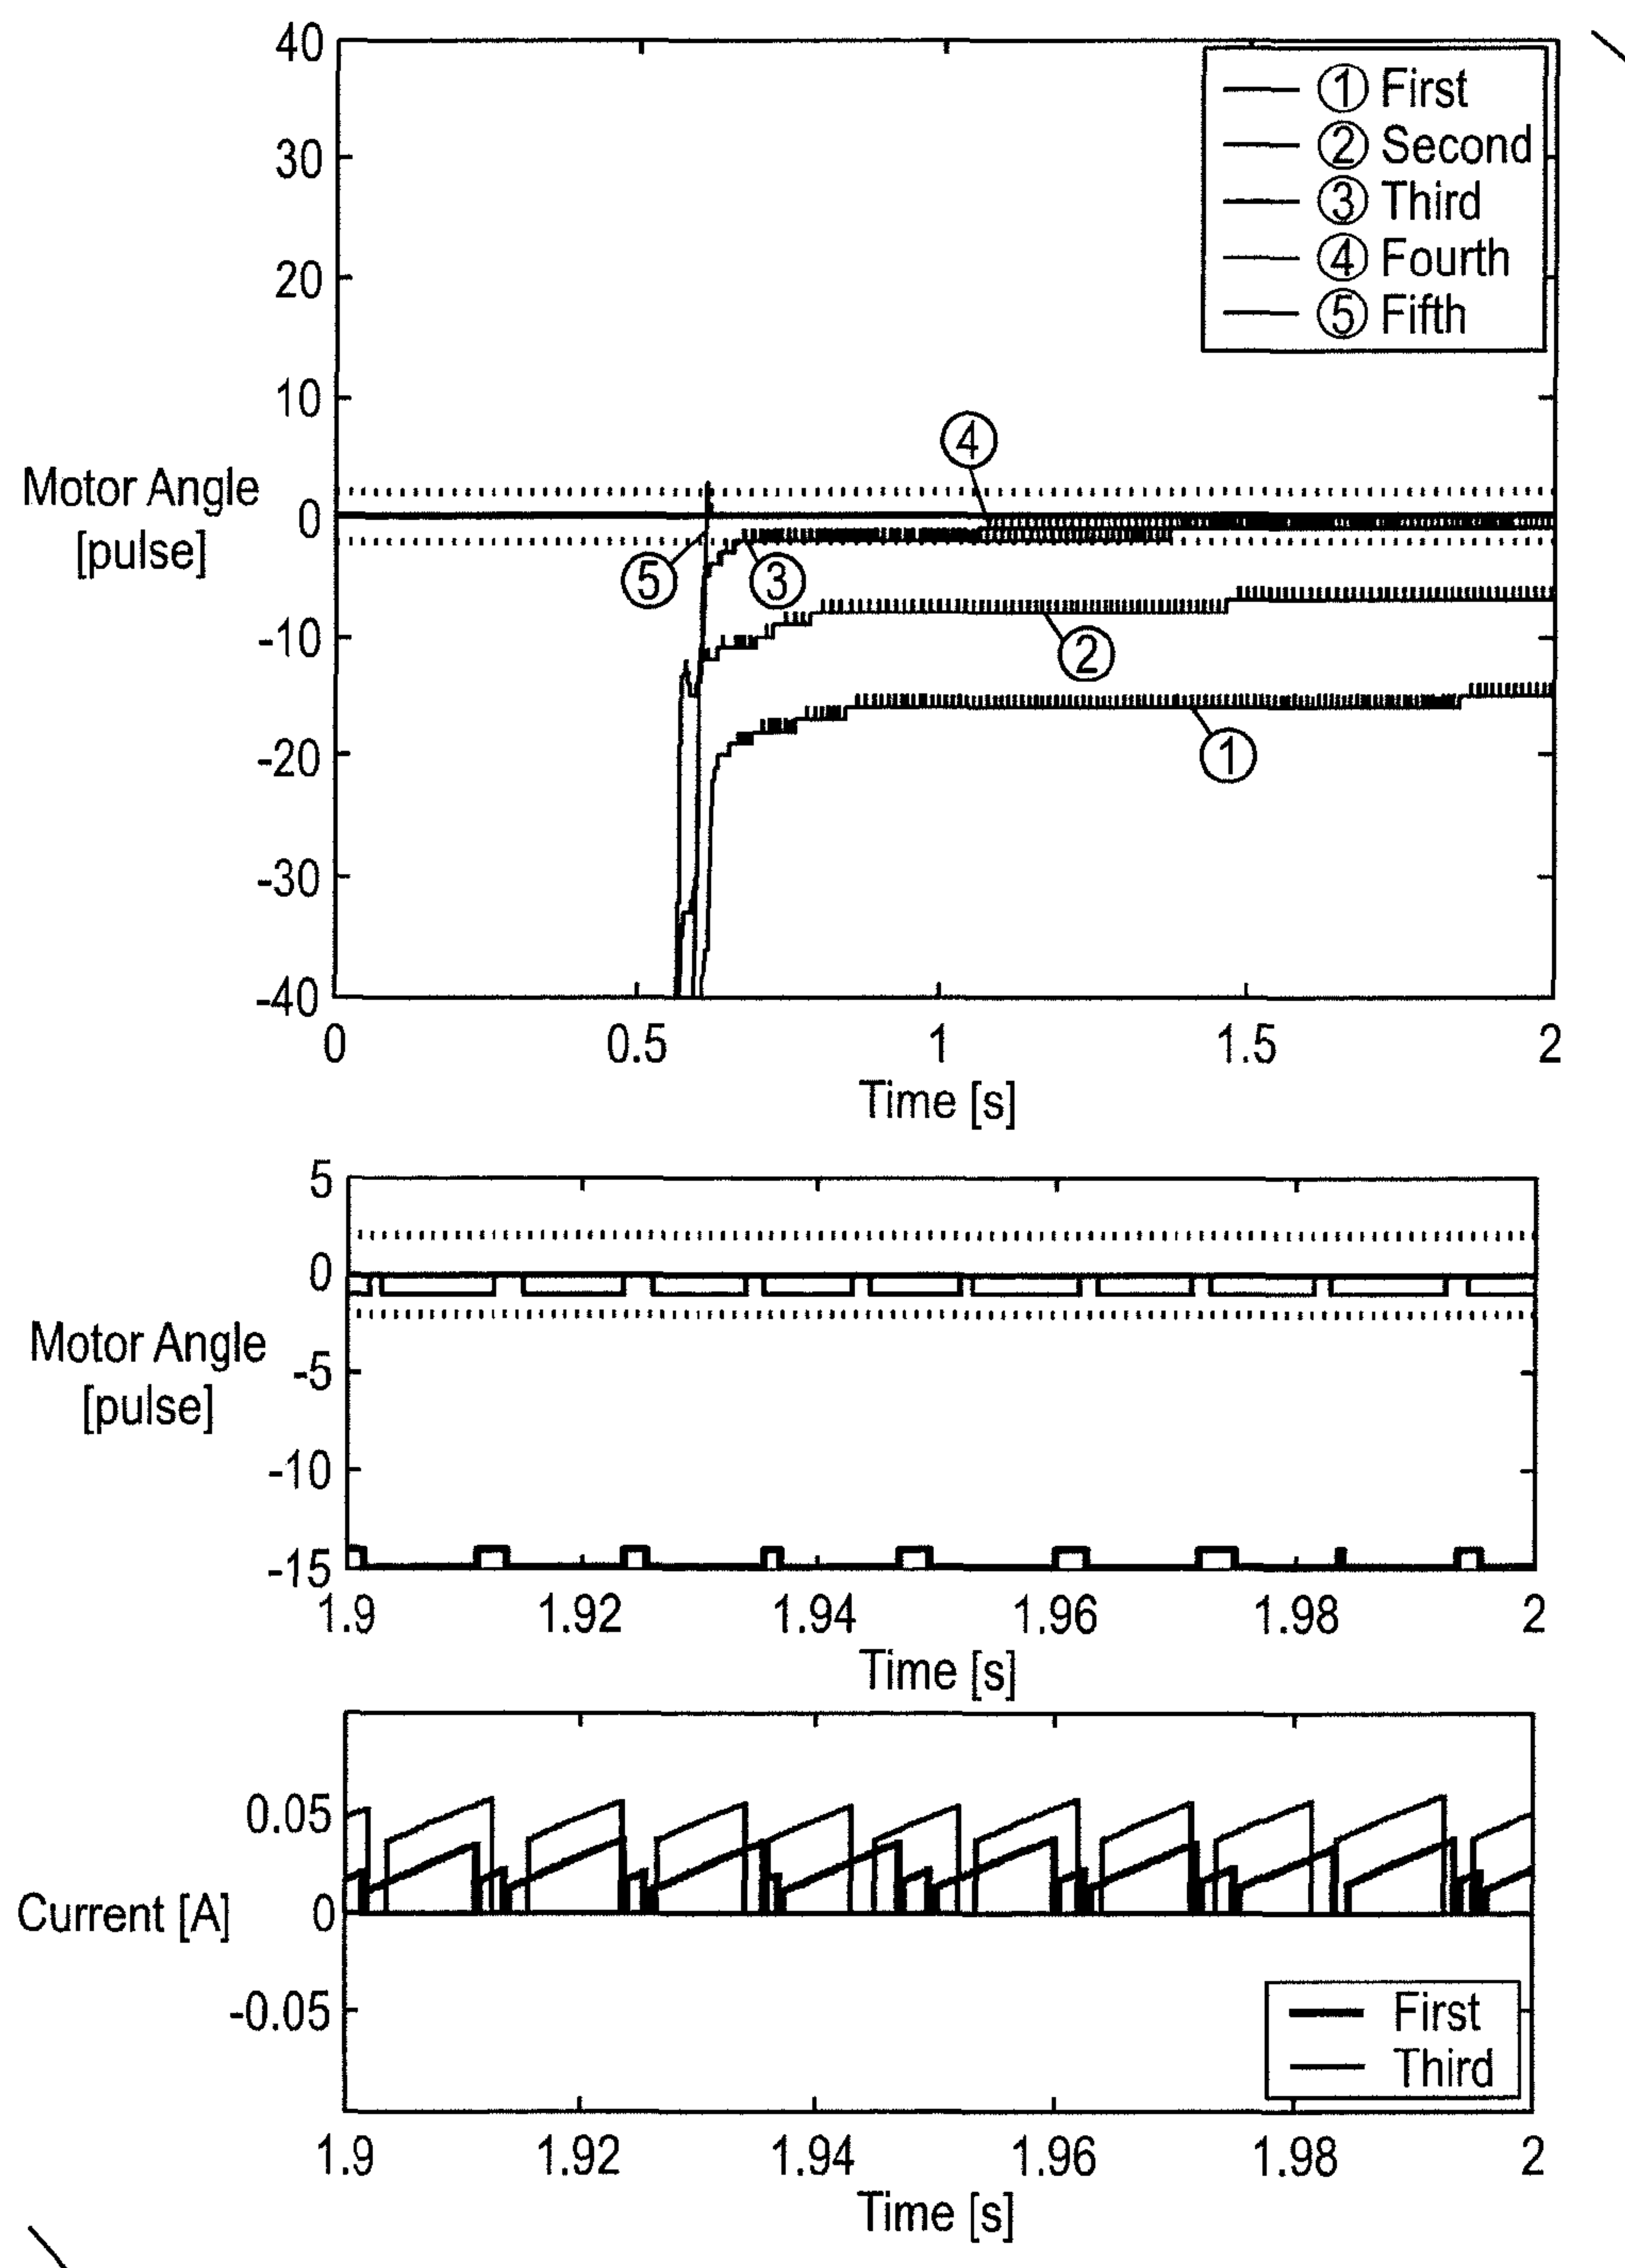 40
① First
② Second
③ Third
④ Fourth
⑤ Fifth
30
20
10
④
Motor Angle
[pulse]
0
⑤
③
-10
②
①
-20
-30
-40
0 0.5 1 1.5 2
Time [s]
5
0
Motor Angle
[pulse]
-5
-10
-15
1.9 1.92 1.94 1.96 1.98 2
Time [s]
0.05
Current [A]
0
-0.05
First
Third
1.9 1.92 1.94 1.96 1.98 2
Time [s]